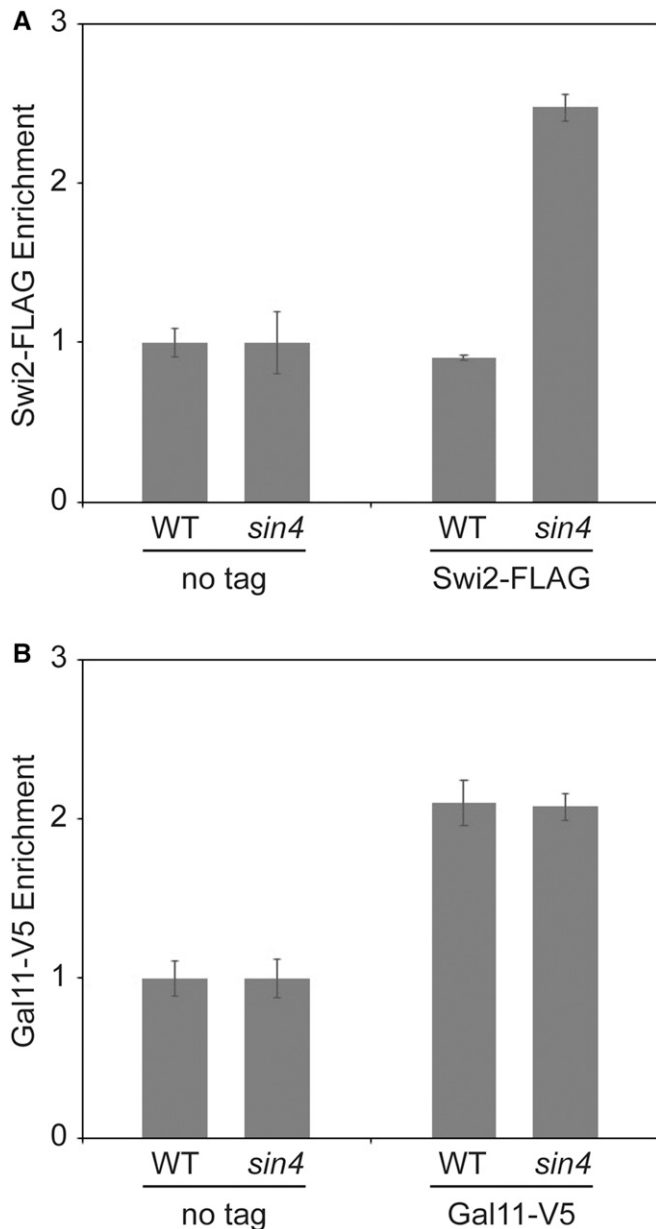 A
Swi2-FLAG Enrichment
3
2
1
0
WT sin4 WT sin4
no tag Swi2-FLAG
B
Gal11-V5 Enrichment
3
2
1
0
WT sin4 WT sin4
no tag Gal11-V5